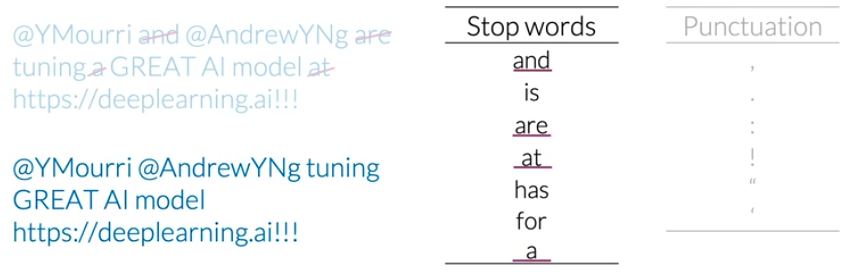 @YMourri and @AndrewYNg are
tuning a GREAT AI model at
https://deeplearning.ai!!!
@YMourri @AndrewYNg tuning
GREAT AI model
https://deeplearning.ai!!!
Stop words
and
is
are
at
has
for
a
Punctuation
,
.
:
!
“
‘